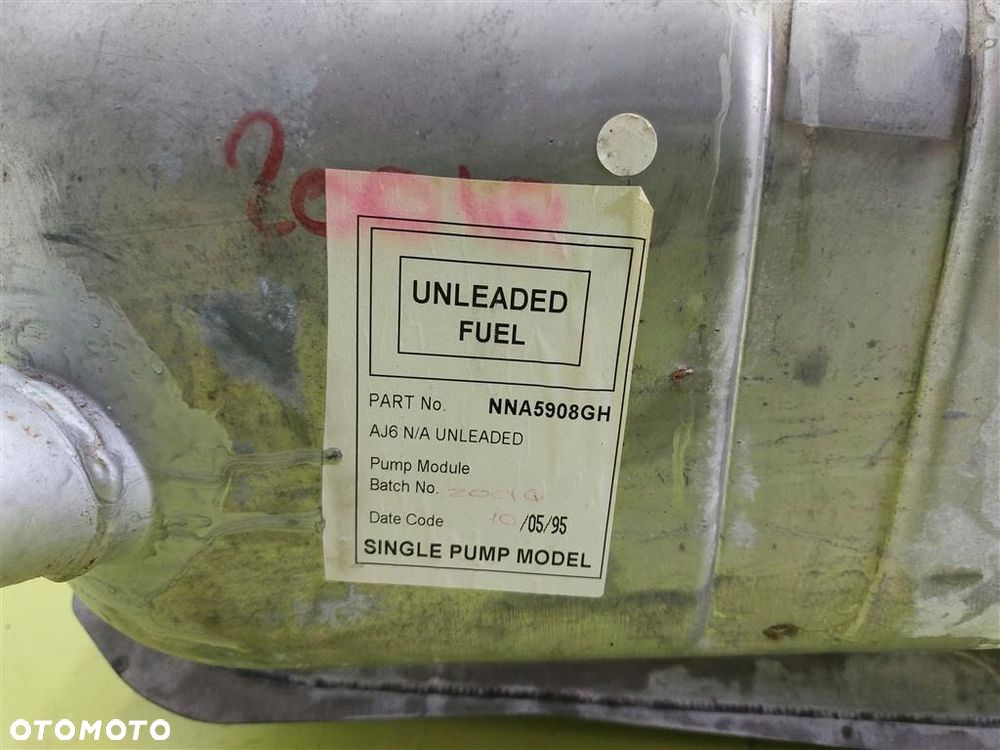 UNLEADED
FUEL
PART No. NNA5908GH
AJ6 N/A UNLEADED
Pump Module
Batch No.
Date Code 10/05/95
SINGLE PUMP MODEL
OTOMOTO